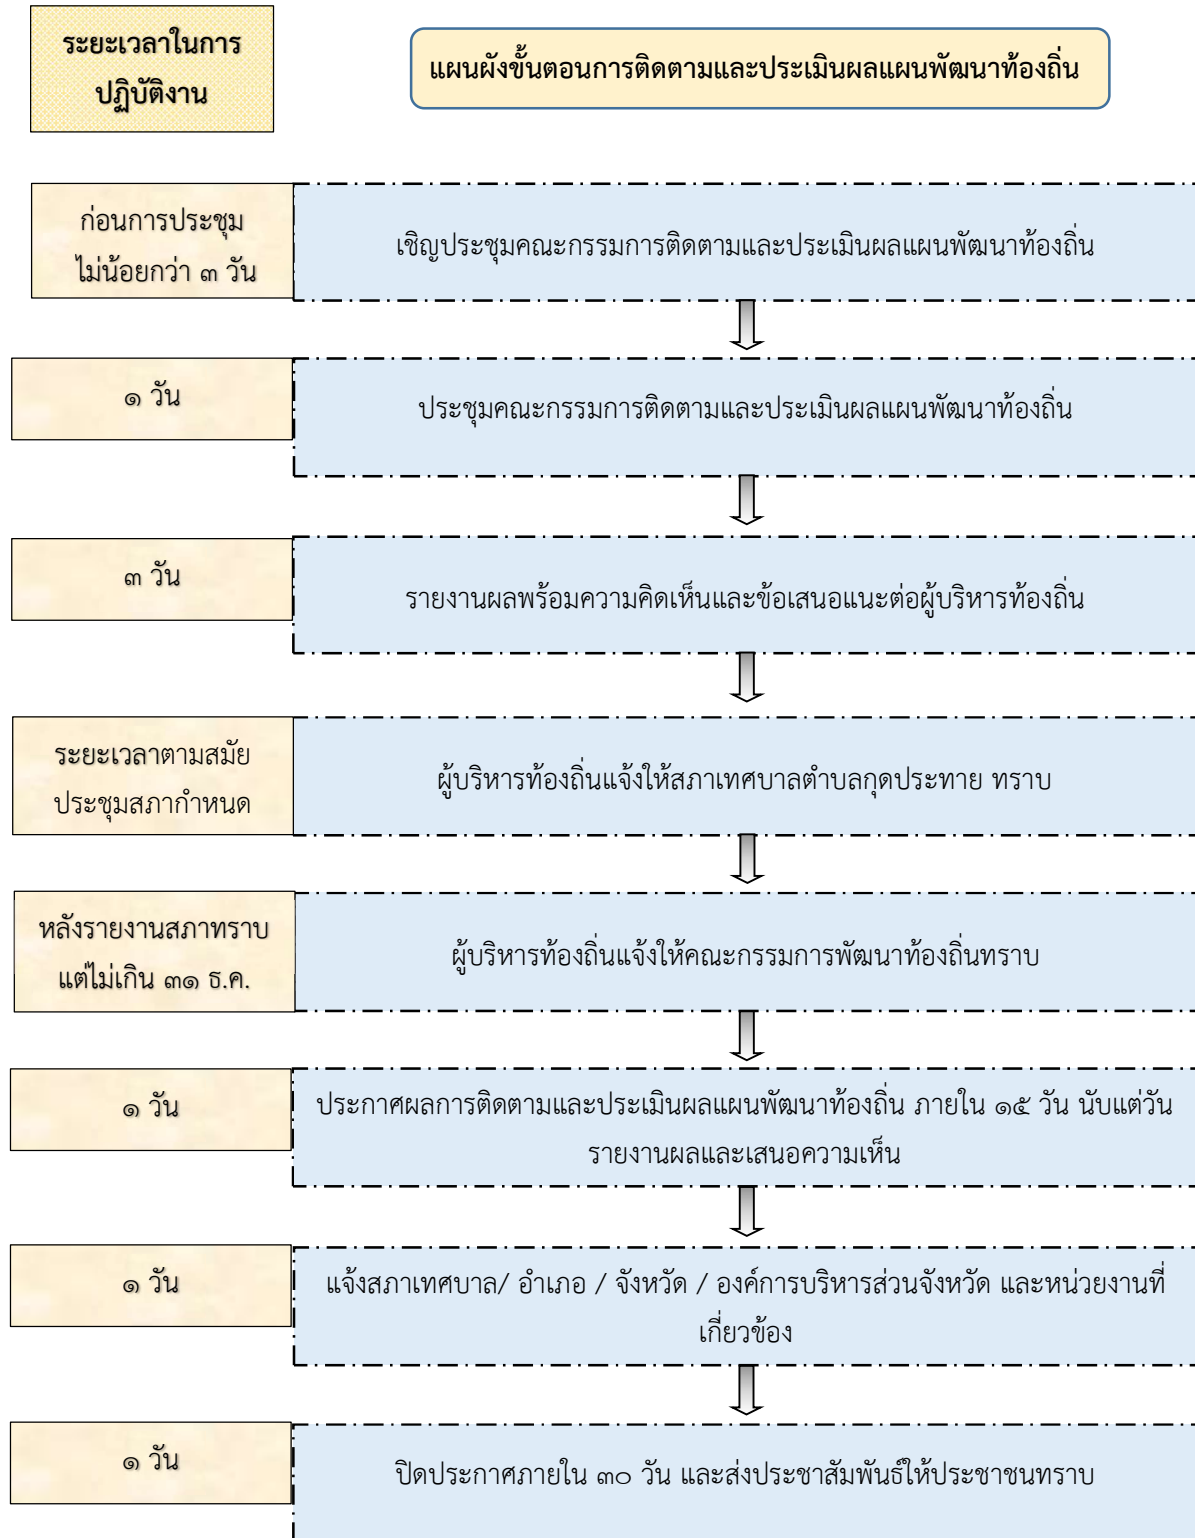 ระยะเวลาในการ
ปฏิบัติงาน
แผนผังขั้นตอนการติดตามและประเมินผลแผนพัฒนาท้องถิ่น
ก่อนการประชุม
ไม่น้อยกว่า ๓ วัน
เชิญประชุมคณะกรรมการติดตามและประเมินผลแผนพัฒนาท้องถิ่น
๑ วัน
ประชุมคณะกรรมการติดตามและประเมินผลแผนพัฒนาท้องถิ่น
๓ วัน
รายงานผลพร้อมความคิดเห็นและข้อเสนอแนะต่อผู้บริหารท้องถิ่น
ระยะเวลาตามสมัย
ประชุมสภากำหนด
ผู้บริหารท้องถิ่นแจ้งให้สภาเทศบาลตำบลกุดประทาย ทราบ
หลังรายงานสภาทราบ
แต่ไม่เกิน ๓๑ ธ.ค.
ผู้บริหารท้องถิ่นแจ้งให้คณะกรรมการพัฒนาท้องถิ่นทราบ
๑ วัน
ประกาศผลการติดตามและประเมินผลแผนพัฒนาท้องถิ่น ภายใน ๑๕ วัน นับแต่วัน
รายงานผลและเสนอความเห็น
๑ วัน
แจ้งสภาเทศบาล/ อำเภอ / จังหวัด / องค์การบริหารส่วนจังหวัด และหน่วยงานที่
เกี่ยวข้อง
๑ วัน
ปิดประกาศภายใน ๓๐ วัน และส่งประชาสัมพันธ์ให้ประชาชนทราบ